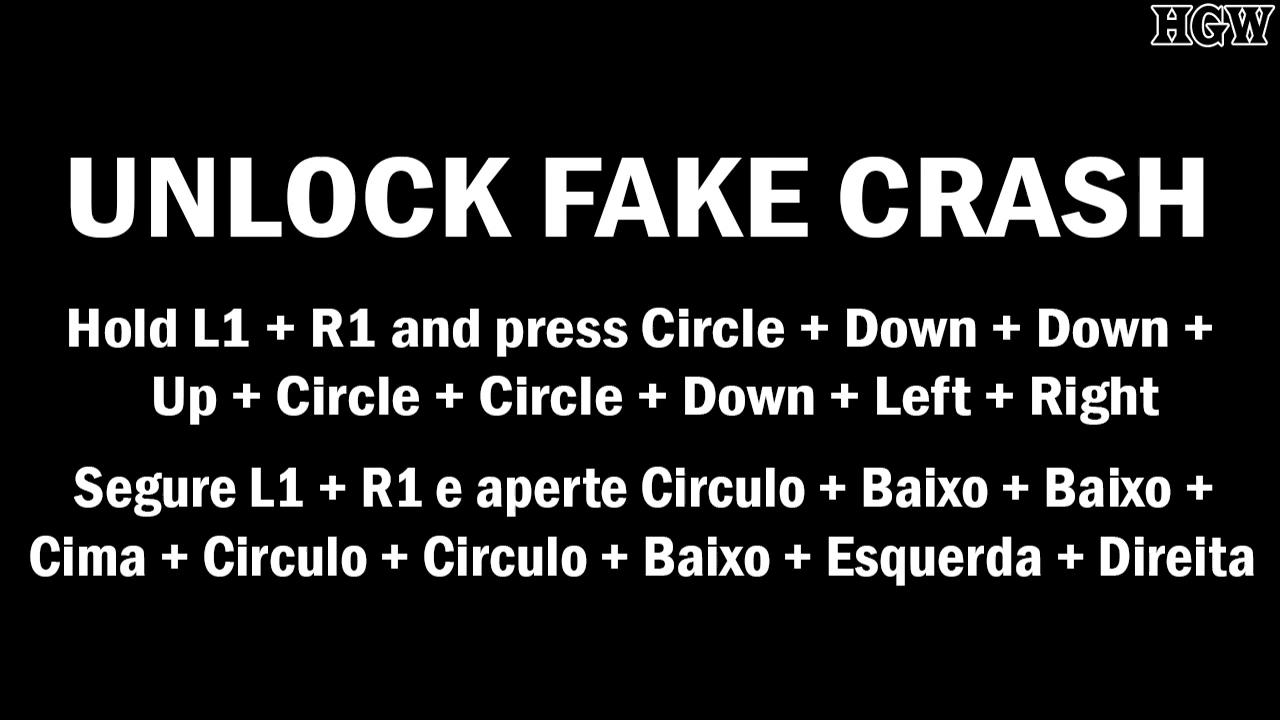 HGW
UNLOCK FAKE CRASH
Hold L1 + R1 and press Circle + Down + Down +
Up + Circle + Circle + Down + Left + Right
Segure L1 + R1 e aperte Circulo + Baixo + Baixo +
Cima + Circulo + Circulo + Baixo + Esquerda + Direita